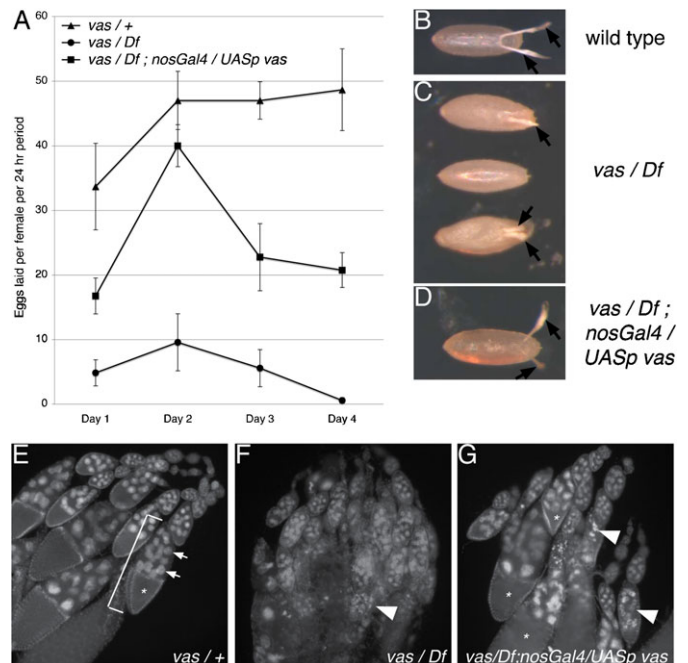 A
vas / +
vas / Df
vas / Df ; nosGal4 / UASp vas
Eggs laid per female per 24 hr period
60
50
40
30
20
10
0
Day 1
Day 2
Day 3
Day 4
B
wild type
C
vas / Df
D
vas / Df ;
nosGal4 /
UASp vas
E
*
vas / +
F
vas / Df
G
*
*
*
vas/Df;nosGal4/UASp vas